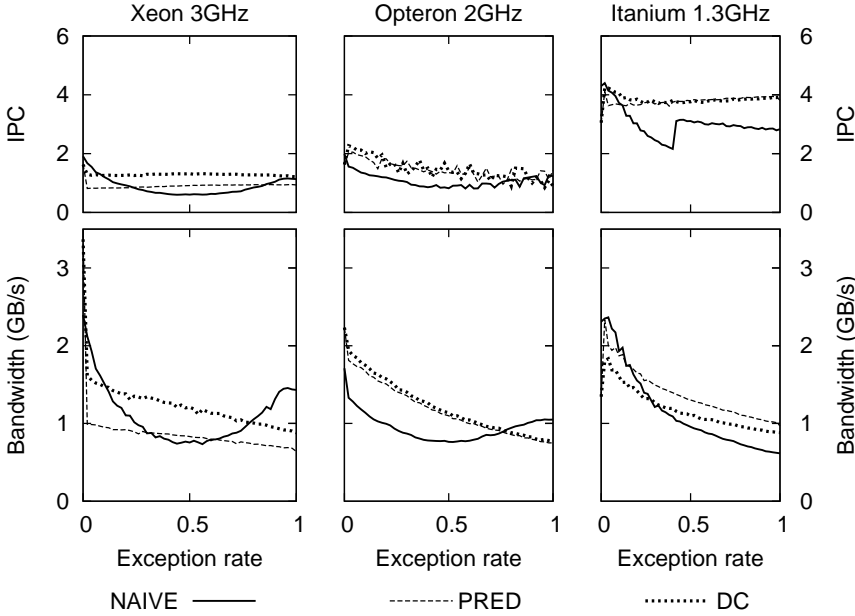 Xeon 3GHz Opteron 2GHz Itanium 1.3GHz
6 6
IPC 4 4 IPC
2 2
0 0
3 3
Bandwidth (GB/s) 2 2 Bandwidth (GB/s)
1 1
0 0
0 0.5 1 0 0.5 1 0 0.5 1
Exception rate Exception rate Exception rate
NAIVE PRED DC